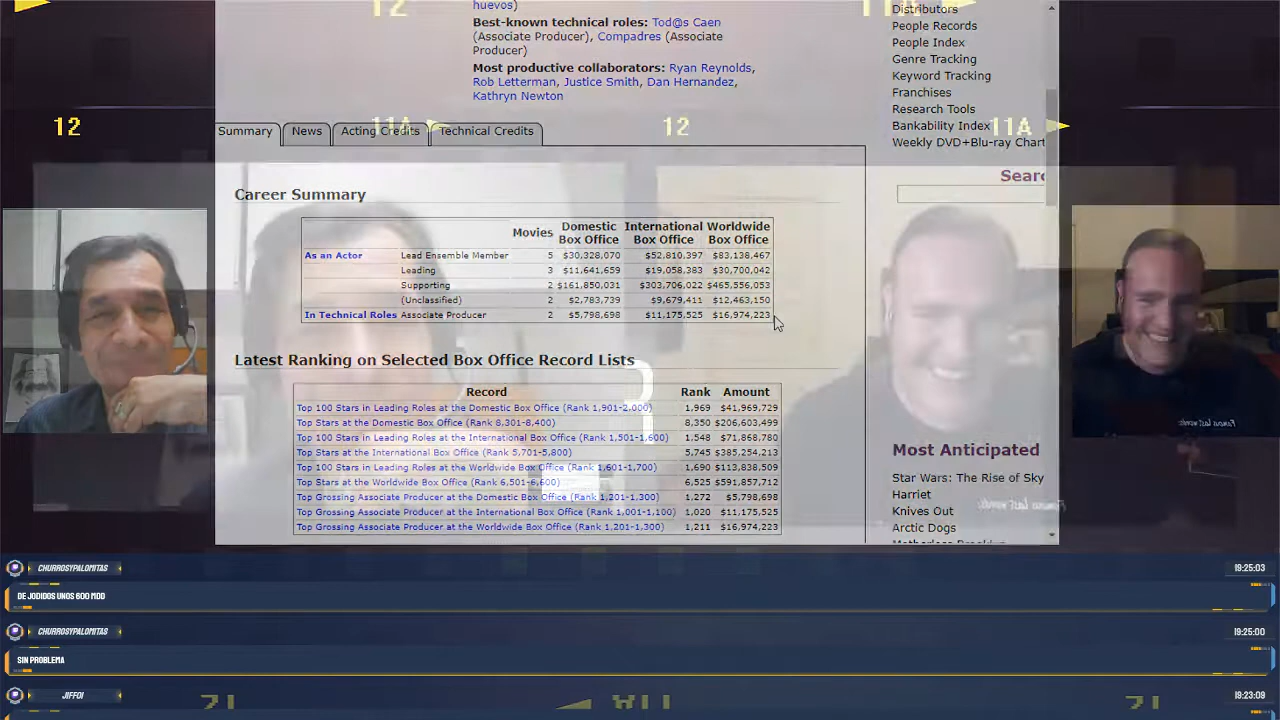 12
11A
huevos)
Best-known technical roles: Tod@s Caen
(Associate Producer), Compadres (Associate
Producer)
Most productive collaborators: Ryan Reynolds,
Rob Letterman, Justice Smith, Dan Hernandez,
Kathryn Newton
Distributors
People Records
People Index
Genre Tracking
Keyword Tracking
Franchises
Research Tools
Bankability Index
Weekly DVD+Blu-ray Chart
12
11A
12
11A
Summary
News
Acting Credits
Technical Credits
Searc
Career Summary
Movies Domestic Box Office International Box Office Worldwide Box Office
As an Actor Lead Ensemble Member 5 $30,328,070 $52,810,397 $83,138,467
Leading 3 $11,641,659 $19,058,383 $30,700,042
Supporting 2 $161,850,031 $303,706,022 $465,556,053
(Unclassified) 2 $2,783,739 $9,679,411 $12,463,150
In Technical Roles Associate Producer 2 $5,798,698 $11,175,525 $16,974,223
Latest Ranking on Selected Box Office Record Lists
Record Rank Amount
Top 100 Stars in Leading Roles at the Domestic Box Office (Rank 1,901-2,000) 1,969 $41,969,729
Top Stars at the Domestic Box Office (Rank 8,301-8,400) 8,350 $206,603,499
Top 100 Stars in Leading Roles at the International Box Office (Rank 1,501-1,600) 1,548 $71,868,780
Top Stars at the International Box Office (Rank 5,701-5,800) 5,745 $385,254,213
Top 100 Stars in Leading Roles at the Worldwide Box Office (Rank 1,601-1,700) 1,690 $113,838,509
Top Stars at the Worldwide Box Office (Rank 6,501-6,600) 6,525 $591,857,712
Top Grossing Associate Producer at the Domestic Box Office (Rank 1,201-1,300) 1,272 $5,798,698
Top Grossing Associate Producer at the International Box Office (Rank 1,001-1,100) 1,020 $11,175,525
Top Grossing Associate Producer at the Worldwide Box Office (Rank 1,201-1,300) 1,211 $16,974,223
Most Anticipated
Star Wars: The Rise of Sky
Harriet
Knives Out
Arctic Dogs
Famous last words
Famous last words
CHURROSYPALOMITAS 19:25:03
DE JODIDOS UNOS 600 MDD
CHURROSYPALOMITAS 19:25:00
SIN PROBLEMA
JIFFOI 19:23:09
12
11A
12